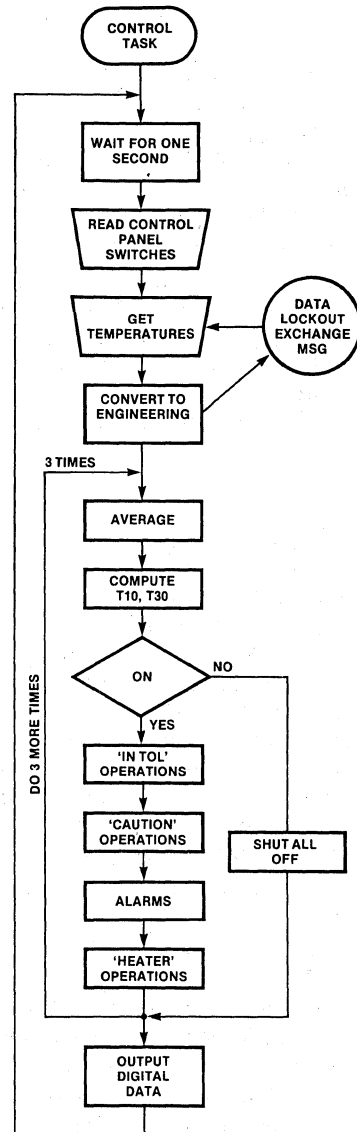 CONTROL
TASK
WAIT FOR ONE
SECOND
READ CONTROL
PANEL
SWITCHES
GET
TEMPERATURES
DATA
LOCKOUT
EXCHANGE
MSG
CONVERT TO
ENGINEERING
3 TIMES
AVERAGE
COMPUTE
T10, T30
ON
NO
YES
DO 3 MORE TIMES
'IN TOL'
OPERATIONS
'CAUTION'
OPERATIONS
SHUT ALL
OFF
ALARMS
'HEATER'
OPERATIONS
OUTPUT
DIGITAL
DATA